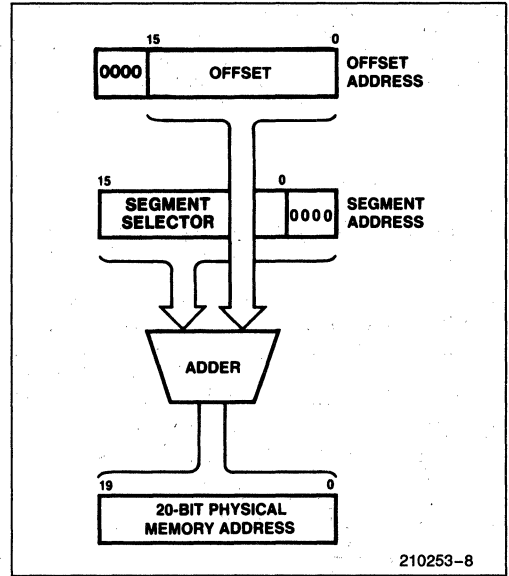 15 0
0000 OFFSET
OFFSET
ADDRESS
15 0
SEGMENT
SELECTOR
0000
SEGMENT
ADDRESS
ADDER
19 0
20-BIT PHYSICAL
MEMORY ADDRESS
210253-8